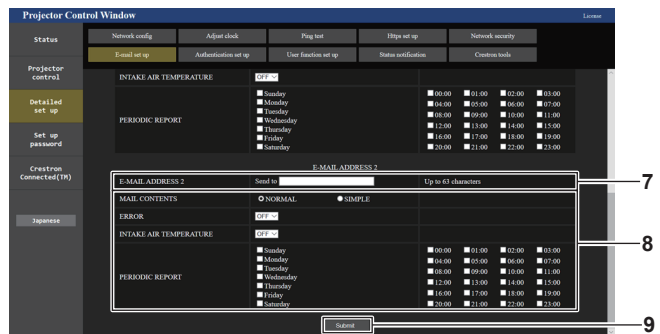 Projector Control Window
License
Status
Network config Adjust clock Ping test Https set up Network security
E-mail set up Authentication set up User function set up Status notification Crestron tools
Projector
control
Detailed
set up
Set up
password
Crestron
Connected(TM)
Japanese
INTAKE AIR TEMPERATURE OFF
PERIODIC REPORT
Sunday 00:00 01:00 02:00 03:00
Monday 04:00 05:00 06:00 07:00
Tuesday
Wednesday 08:00 09:00 10:00 11:00
Thursday 12:00 13:00 14:00 15:00
Friday 16:00 17:00 18:00 19:00
Saturday 20:00 21:00 22:00 23:00
E-MAIL ADDRESS 2
E-MAIL ADDRESS 2 Send to Up to 63 characters 7
MAIL CONTENTS NORMAL SIMPLE
ERROR OFF
INTAKE AIR TEMPERATURE OFF 8
PERIODIC REPORT
Sunday 00:00 01:00 02:00 03:00
Monday 04:00 05:00 06:00 07:00
Tuesday
Wednesday 08:00 09:00 10:00 11:00
Thursday 12:00 13:00 14:00 15:00
Friday 16:00 17:00 18:00 19:00
Saturday 20:00 21:00 22:00 23:00
Submit 9